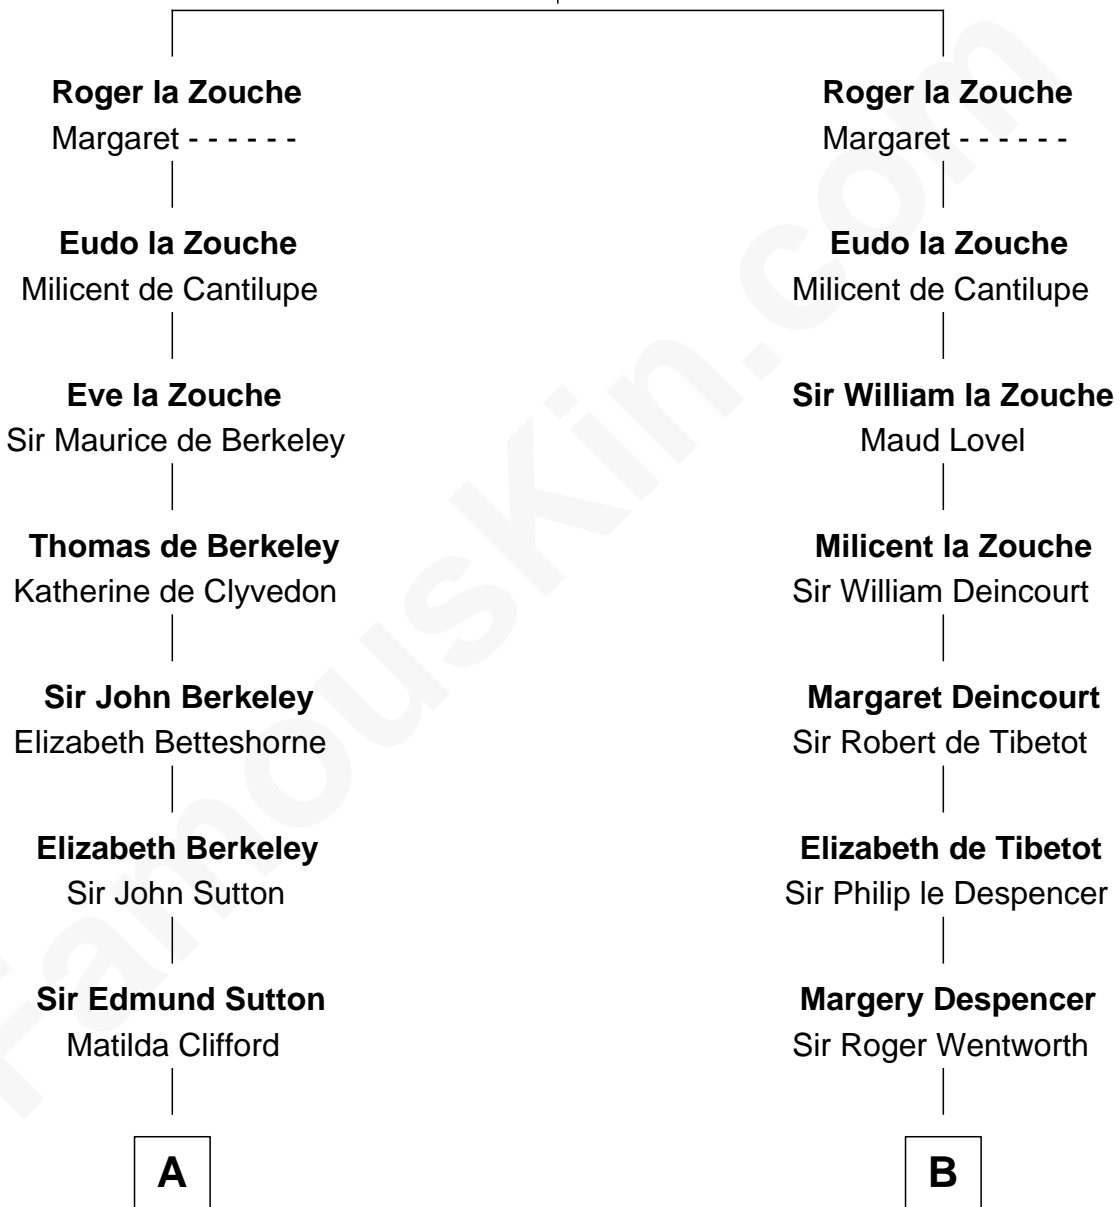 Roger la Zouche
Margaret - - - - - -
Eudo la Zouche
Milicent de Cantilupe
Eve la Zouche
Sir Maurice de Berkeley
Thomas de Berkeley
Katherine de Clyvedon
Sir John Berkeley
Elizabeth Betteshorne
Elizabeth Berkeley
Sir John Sutton
Sir Edmund Sutton
Matilda Clifford
A
Roger la Zouche
Margaret - - - - - -
Eudo la Zouche
Milicent de Cantilupe
Sir William la Zouche
Maud Lovel
Milicent la Zouche
Sir William Deincourt
Margaret Deincourt
Sir Robert de Tibetot
Elizabeth de Tibetot
Sir Philip le Despencer
Margery Despencer
Sir Roger Wentworth
B
FamousKin.com